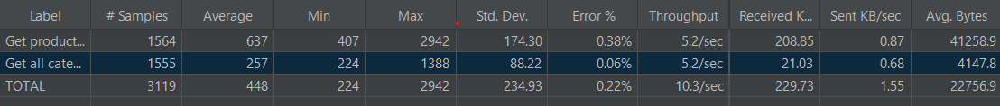 Label # Samples Average Min Max Std. Dev. Error % Throughput Received K... Sent KB/sec Avg. Bytes
Get product... 1564 637 407 2942 174.30 0.38% 5.2/sec 208.85 0.87 41258.9
Get all cate... 1555 257 224 1388 88.22 0.06% 5.2/sec 21.03 0.68 4147.8
TOTAL 3119 448 224 2942 234.93 0.22% 10.3/sec 229.73 1.55 22756.9